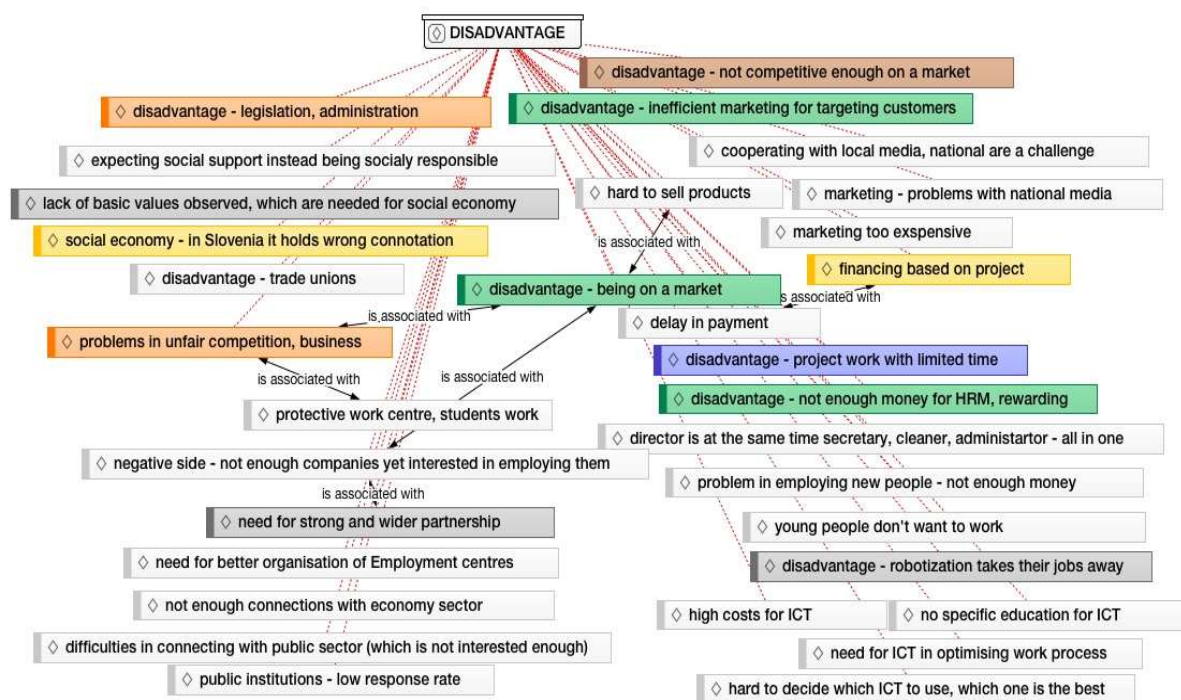 DISADVANTAGE
disadvantage - not competitive enough on a market
disadvantage - legislation, administration
disadvantage - inefficient marketing for targeting customers
expecting social support instead being socialy responsible
cooperating with local media, national are a challenge
hard to sell products
marketing - problems with national media
lack of basic values observed, which are needed for social economy
marketing too exspensive
social economy - in Slovenia it holds wrong connotation
is associated with
financing based on project
disadvantage - trade unions
disadvantage - being on a market
is associated with
is associated with
delay in payment
problems in unfair competition, business
disadvantage - project work with limited time
is associated with
is associated with
disadvantage - not enough money for HRM, rewarding
protective work centre, students work
director is at the same time secretary, cleaner, administartor - all in one
negative side - not enough companies yet interested in employing them
problem in employing new people - not enough money
is associated with
need for strong and wider partnership
young people don't want to work
need for better organisation of Employment centres
disadvantage - robotization takes their jobs away
not enough connections with economy sector
high costs for ICT
no specific education for ICT
difficulties in connecting with public sector (which is not interested enough)
need for ICT in optimising work process
public institutions - low response rate
hard to decide which ICT to use, which one is the best